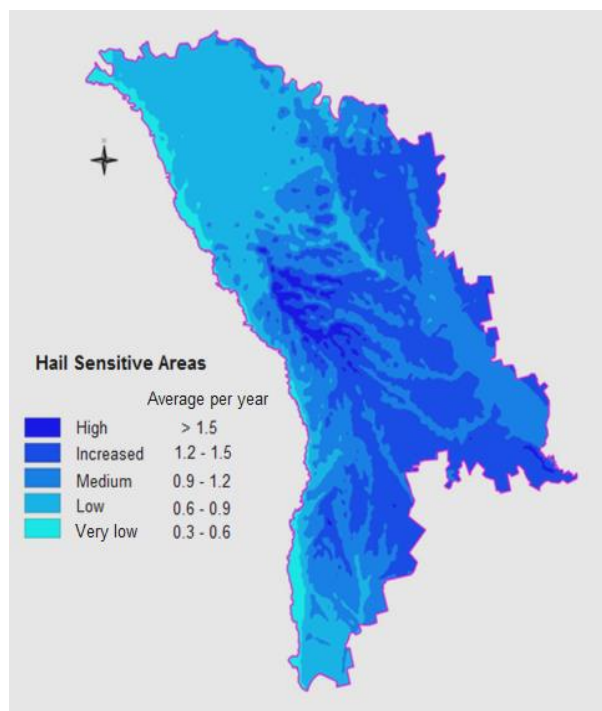 Hail Sensitive Areas
Average per year
High > 1.5
Increased 1.2 - 1.5
Medium 0.9 - 1.2
Low 0.6 - 0.9
Very low 0.3 - 0.6